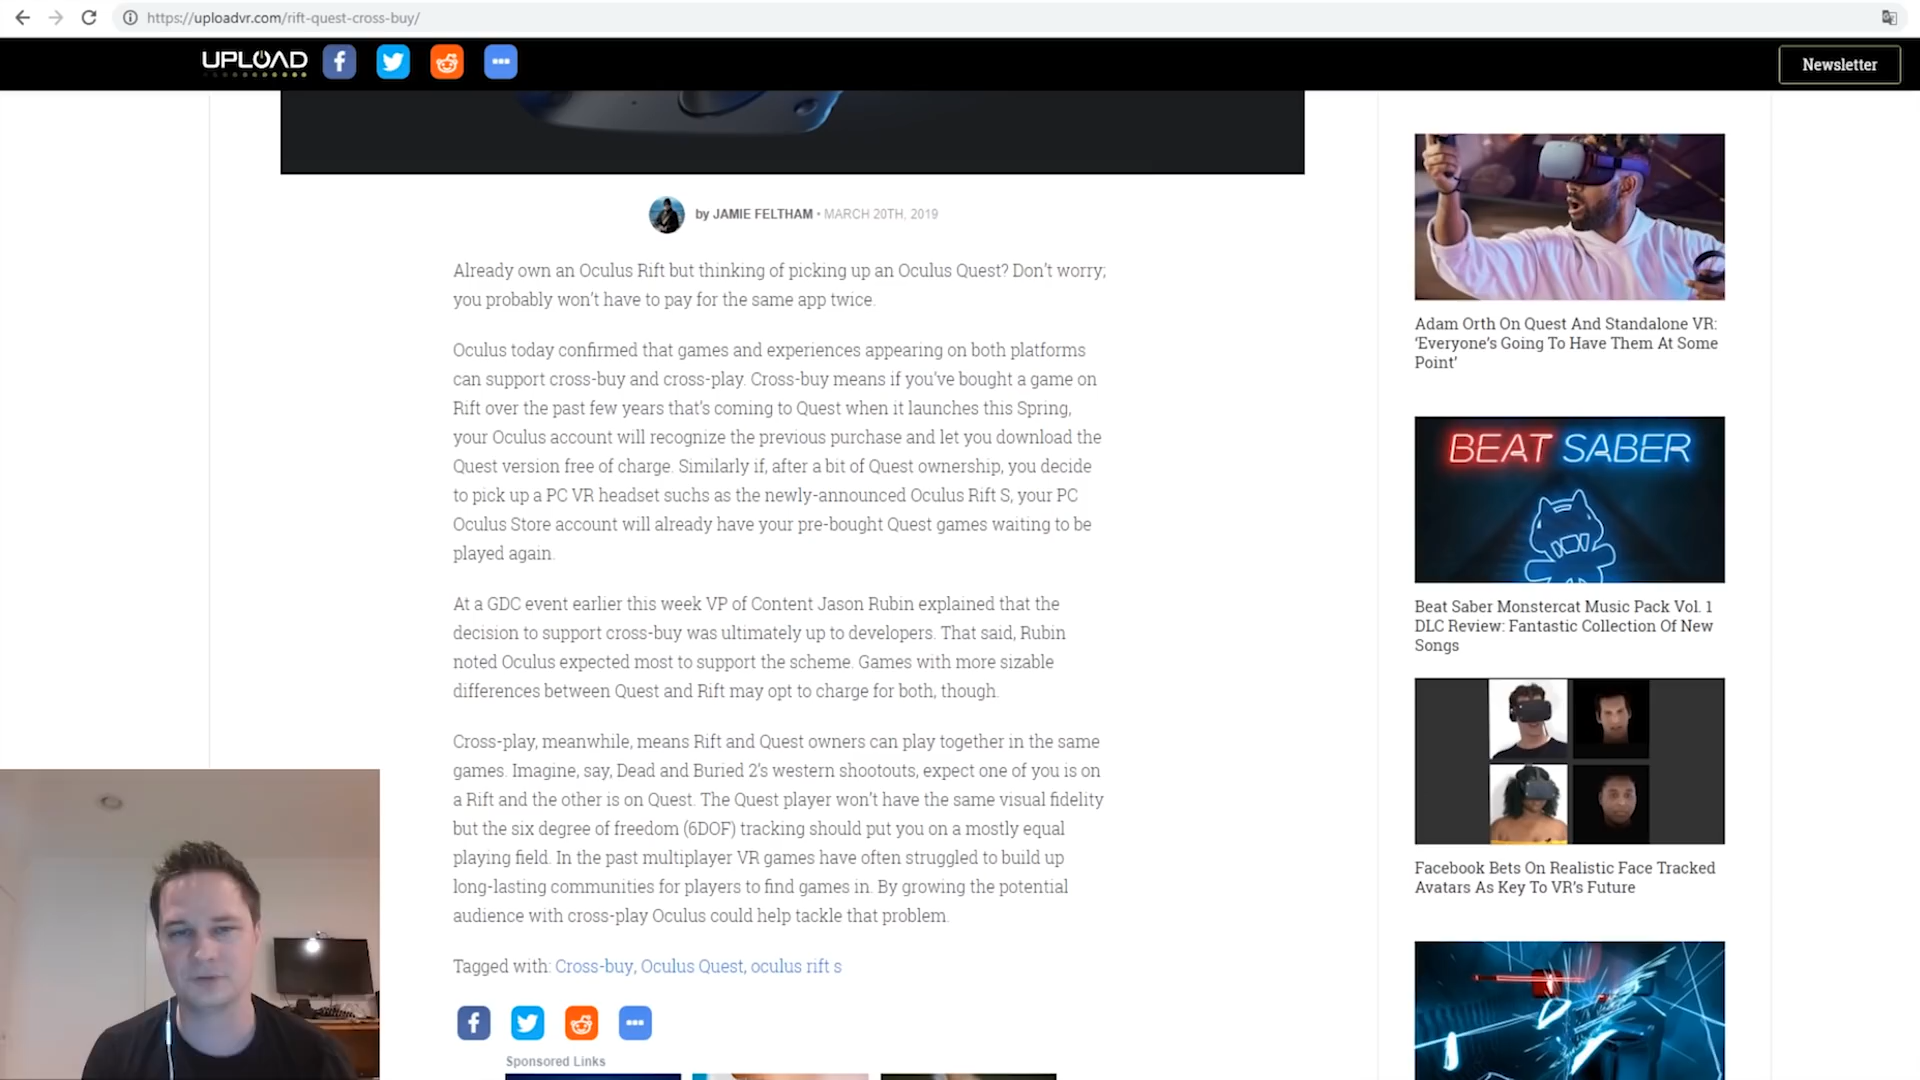 https://uploadvr.com/rift-quest-cross-buy/
UPLOAD
Newsletter
by JAMIE FELTHAM • MARCH 20TH, 2019
Already own an Oculus Rift but thinking of picking up an Oculus Quest? Don't worry;
you probably won't have to pay for the same app twice.
Oculus today confirmed that games and experiences appearing on both platforms
can support cross-buy and cross-play. Cross-buy means if you've bought a game on
Rift over the past few years that's coming to Quest when it launches this Spring,
your Oculus account will recognize the previous purchase and let you download the
Quest version free of charge. Similarly if, after a bit of Quest ownership, you decide
to pick up a PC VR headset suchs as the newly-announced Oculus Rift S, your PC
Oculus Store account will already have your pre-bought Quest games waiting to be
played again.
At a GDC event earlier this week VP of Content Jason Rubin explained that the
decision to support cross-buy was ultimately up to developers. That said, Rubin
noted Oculus expected most to support the scheme. Games with more sizable
differences between Quest and Rift may opt to charge for both, though.
Cross-play, meanwhile, means Rift and Quest owners can play together in the same
games. Imagine, say, Dead and Buried 2's western shootouts, expect one of you is on
a Rift and the other is on Quest. The Quest player won't have the same visual fidelity
but the six degree of freedom (6DOF) tracking should put you on a mostly equal
playing field. In the past multiplayer VR games have often struggled to build up
long-lasting communities for players to find games in. By growing the potential
audience with cross-play Oculus could help tackle that problem.
Tagged with: Cross-buy, Oculus Quest, oculus rift s
Sponsored Links
Adam Orth On Quest And Standalone VR:
‘Everyone's Going To Have Them At Some
Point’
BEAT SABER
Beat Saber Monstercat Music Pack Vol. 1
DLC Review: Fantastic Collection Of New
Songs
Facebook Bets On Realistic Face Tracked
Avatars As Key To VR's Future